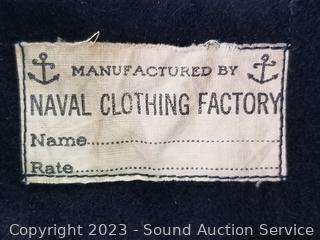 MANUFACTURED BY
NAVAL CLOTHING FACTORY
Name................................
Rate..................................
Copyright 2023 - Sound Auction Service